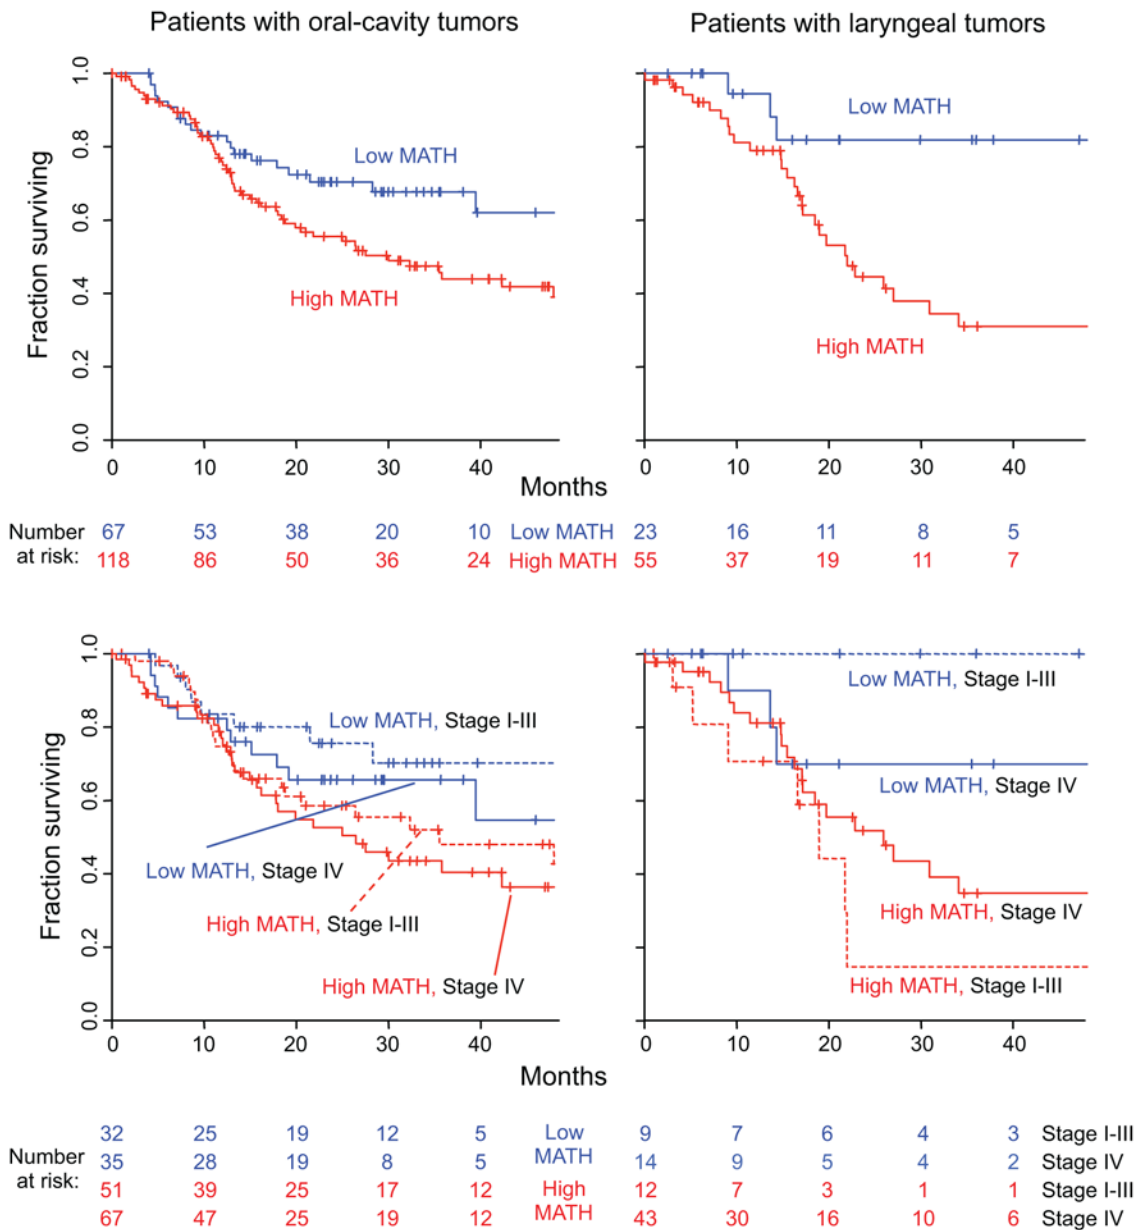 Patients with oral-cavity tumors
Patients with laryngeal tumors
Fraction surviving
1.0
0.8
0.6
0.4
0.2
0.0
Low MATH
High MATH
Low MATH
High MATH
0 10 20 30 40
0 10 20 30 40
Months
Number at risk:
67 53 38 20 10 Low MATH 23 16 11 8 5
118 86 50 36 24 High MATH 55 37 19 11 7
Fraction surviving
1.0
0.8
0.6
0.4
0.2
0.0
Low MATH, Stage I-III
Low MATH, Stage IV
High MATH, Stage I-III
High MATH, Stage IV
Low MATH, Stage I-III
Low MATH, Stage IV
High MATH, Stage IV
High MATH, Stage I-III
0 10 20 30 40
0 10 20 30 40
Months
Number at risk:
32 25 19 12 5 Low 9 7 6 4 3 Stage I-III
35 28 19 8 5 MATH 14 9 5 4 2 Stage IV
51 39 25 17 12 High 12 7 3 1 1 Stage I-III
67 47 25 19 12 MATH 43 30 16 10 6 Stage IV